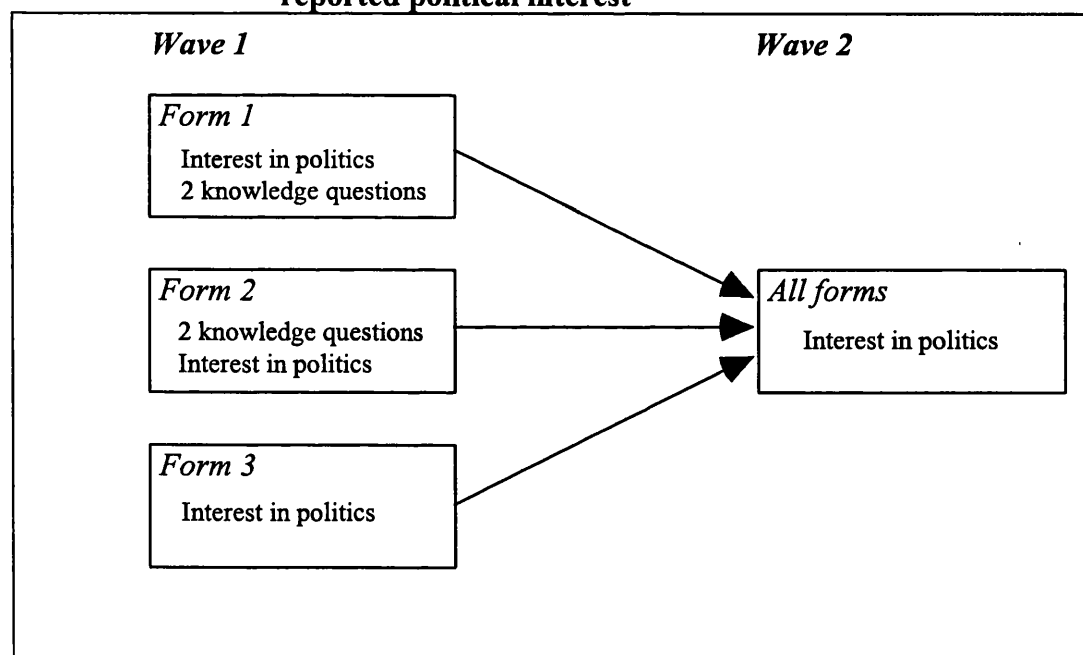 reported political interest
Wave 1
Wave 2
Form 1
Interest in politics
2 knowledge questions
Form 2
2 knowledge questions
Interest in politics
Form 3
Interest in politics
All forms
Interest in politics